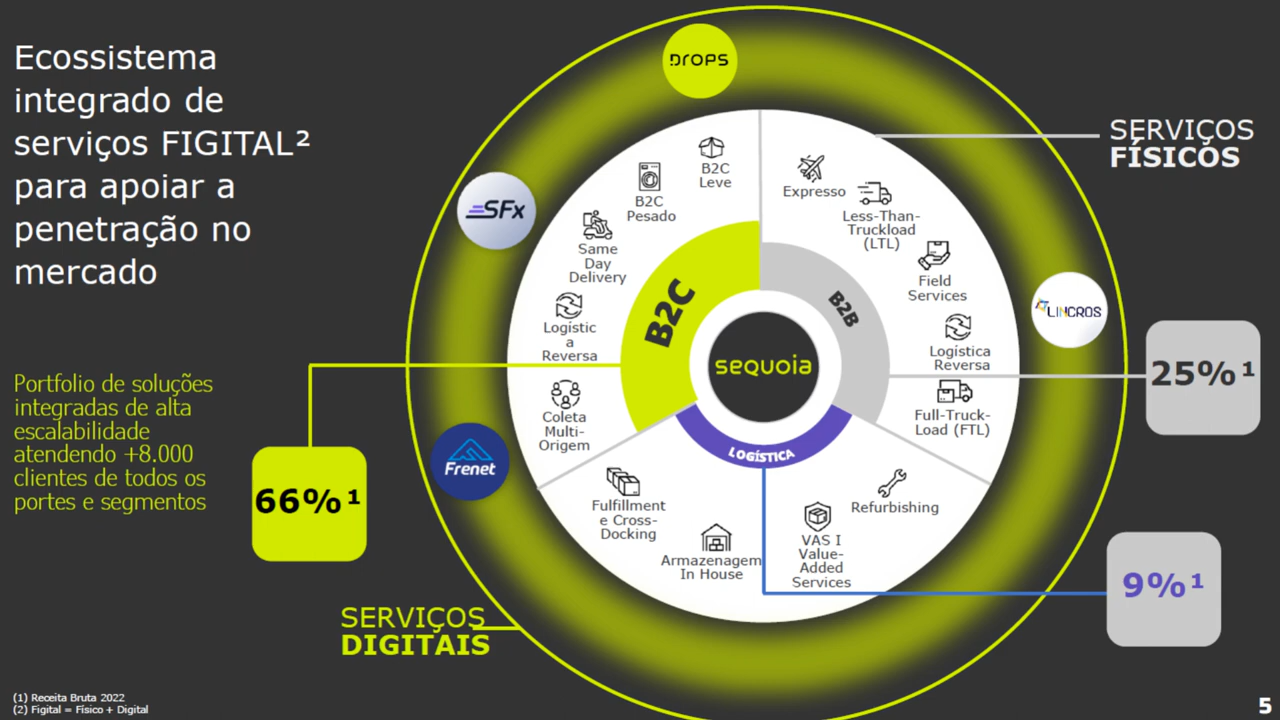 Ecossistema
integrado de
serviços FIGITAL²
para apoiar a
penetração no
mercado
Portfolio de soluções
integradas de alta
escalabilidade
atendendo +8.000
clientes de todos os
portes e segmentos
66%¹
SERVIÇOS
DIGITAIS
DROPS
SFx
Frenet
LINCROS
SERVIÇOS
FÍSICOS
25%¹
9%¹
B2C
Leve
B2C
Pesado
Same
Day
Delivery
Logístic
a
Reversa
Coleta
Multi-
Origem
Expresso
Less-Than-
Truckload
(LTL)
Field
Services
Logística
Reversa
Full-Truck-
Load (FTL)
Fulfillment
e Cross-
Docking
Armazenagem
In House
VAS I
Value-
Added
Services
Refurbishing
B2C
B2B
LOGÍSTICA
sequoia
(1) Receita Bruta 2022
(2) Figital = Físico + Digital
5